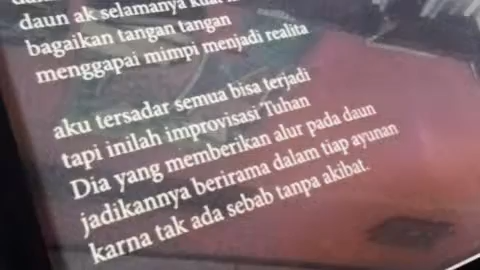 daun ak selamanya kuat
bagaikan tangan tangan
menggapai mimpi menjadi realita
aku tersadar semua bisa terjadi
tapi inilah improvisasi Tuhan
Dia yang memberikan alur pada daun
jadikannya berirama dalam tiap ayunan
karna tak ada sebab tanpa akibat.